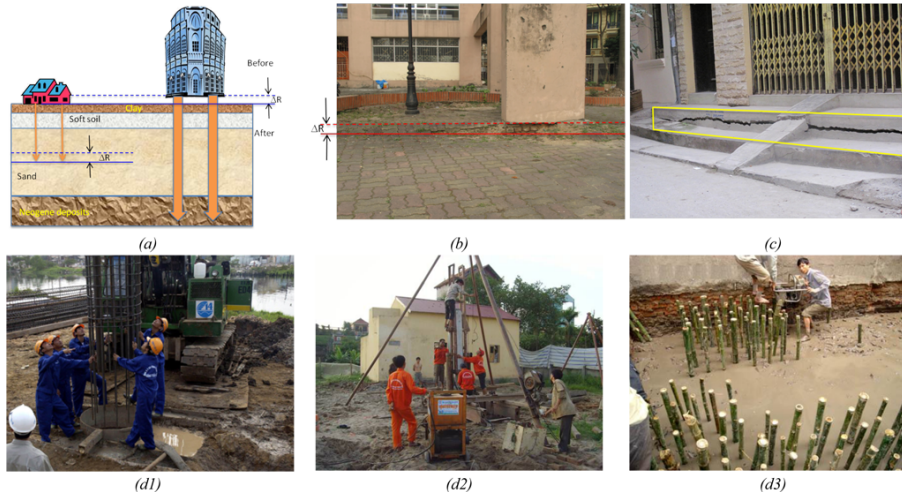 Before
ΔR
Clay
Soft soil
After
ΔR
Sand
Neogene deposits
(a)
ΔR
(b)
(c)
(d1)
(d2)
(d3)